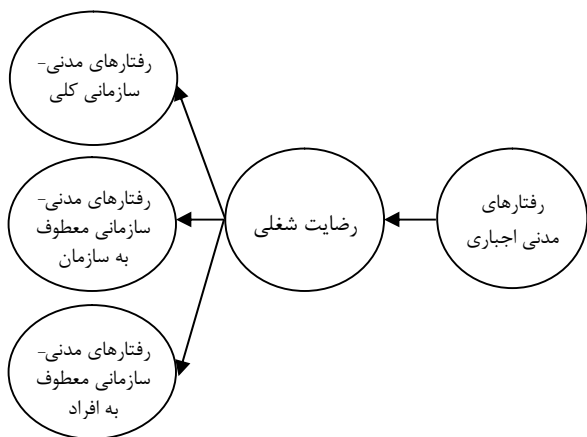 رفتارهای
مدنی اجباری
رضایت شغلی
رفتارهای مدنی-
سازمانی کلی
رفتارهای مدنی-
سازمانی معطوف
به سازمان
رفتارهای مدنی-
سازمانی معطوف
به افراد